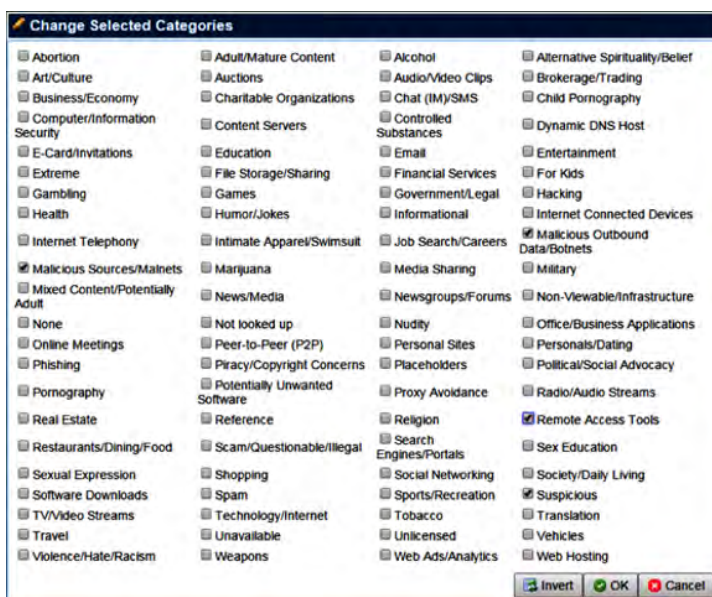 Change Selected Categories
Abortion Adult/Mature Content Alcohol Alternative Spirituality/Belief
Art/Culture Auctions Audio/Video Clips Brokerage/Trading
Business/Economy Charitable Organizations Chat (IM)/SMS Child Pornography
Computer/Information Security Content Servers Controlled Substances Dynamic DNS Host
E-Card/Invitations Education Email Entertainment
Extreme File Storage/Sharing Financial Services For Kids
Gambling Games Government/Legal Hacking
Health Humor/Jokes Informational Internet Connected Devices
Internet Telephony Intimate Apparel/Swimsuit Job Search/Careers Malicious Outbound Data/Botnets
Malicious Sources/Malnets Marijuana Media Sharing Military
Mixed Content/Potentially Adult News/Media Newsgroups/Forums Non-Viewable/Infrastructure
None Not looked up Nudity Office/Business Applications
Online Meetings Peer-to-Peer (P2P) Personal Sites Personals/Dating
Phishing Piracy/Copyright Concerns Placeholders Political/Social Advocacy
Pornography Potentially Unwanted Software Proxy Avoidance Radio/Audio Streams
Real Estate Reference Religion Remote Access Tools
Restaurants/Dining/Food Scam/Questionable/Illegal Search Engines/Portals Sex Education
Sexual Expression Shopping Social Networking Society/Daily Living
Software Downloads Spam Sports/Recreation Suspicious
TV/Video Streams Technology/Internet Tobacco Translation
Travel Unavailable Unlicensed Vehicles
Violence/Hate/Racism Weapons Web Ads/Analytics Web Hosting
Invert OK Cancel